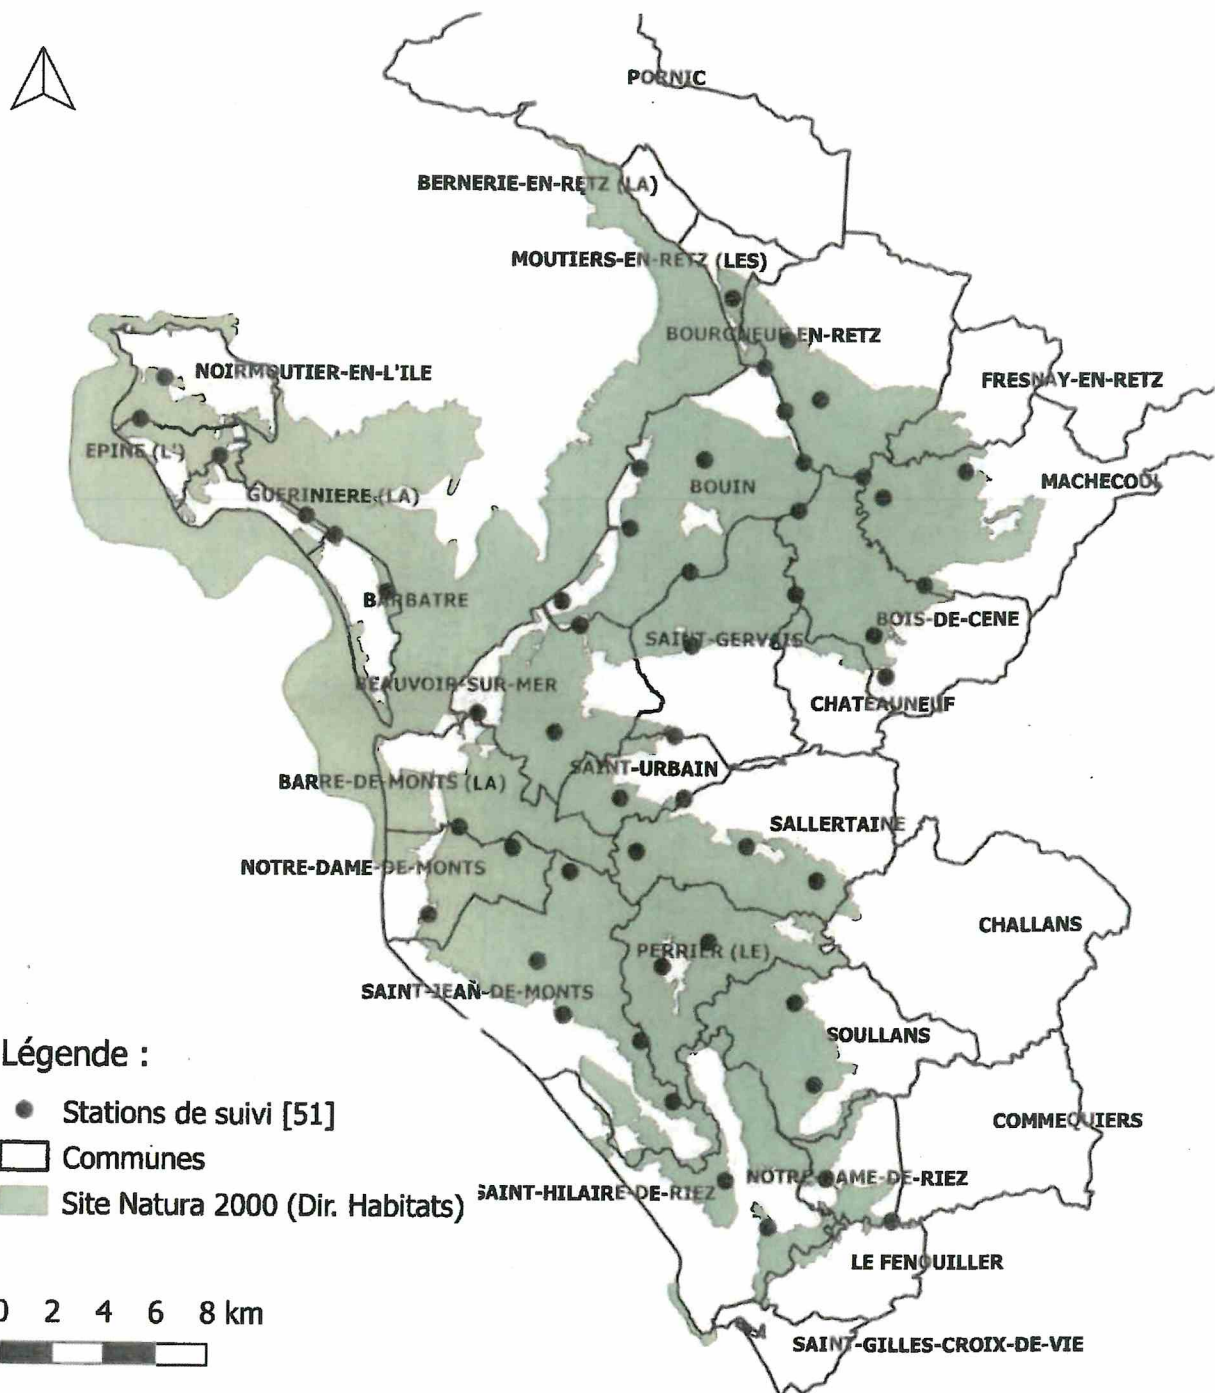 PORNIC
BERNERIE-EN-RETZ (LA)
MOUTIERS-EN-RETZ (LES)
BOURGNEUF-EN-RETZ
NOIRMOUTIER-EN-L'ILE
FRESNAY-EN-RETZ
EPINE (L')
MACHECOUL
BOUIN
GUERINIERE (LA)
BARBATRE
BOIS-DE-CENE
SAINT-GERVAIS
BEAUVOIR-SUR-MER
CHATEAUNEUF
SAINT-URBAIN
BARRE-DE-MONTS (LA)
SALLERTAINE
NOTRE-DAME-DE-MONTS
CHALLANS
PERRIER (LE)
SAINT-JEAN-DE-MONTS
SOULLANS
Légende :
Stations de suivi [51]
Communes
Site Natura 2000 (Dir. Habitats)
COMMEQUIERS
NOTRE-DAME-DE-RIEZ
SAINT-HILAIRE-DE-RIEZ
LE FENOUILLER
0 2 4 6 8 km
SAINT-GILLES-CROIX-DE-VIE